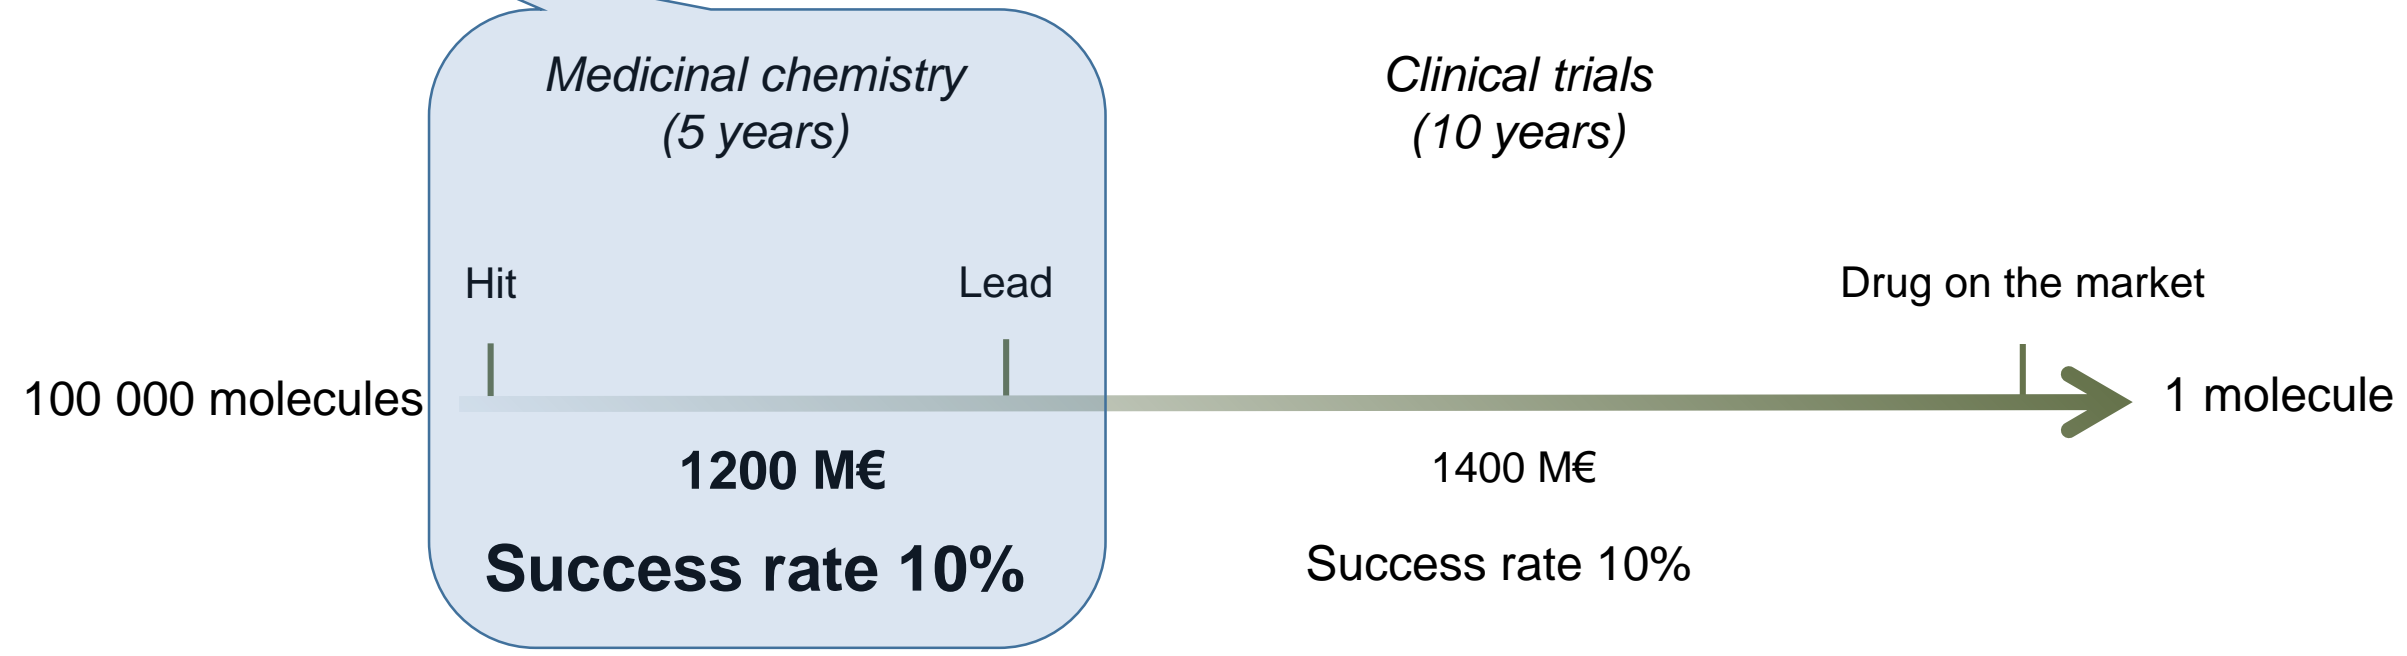 Medicinal chemistry
(5 years)
Clinical trials
(10 years)
Hit
Lead
Drug on the market
100 000 molecules
1 molecule
1200 M€
1400 M€
Success rate 10%
Success rate 10%